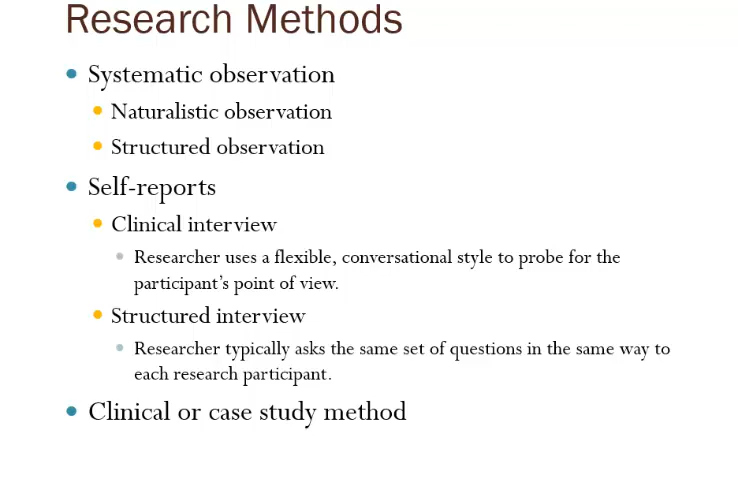 Research Methods
Systematic observation
Naturalistic observation
Structured observation
Self-reports
Clinical interview
Researcher uses a flexible, conversational style to probe for the
participant's point of view.
Structured interview
Researcher typically asks the same set of questions in the same way to
each research participant.
Clinical or case study method